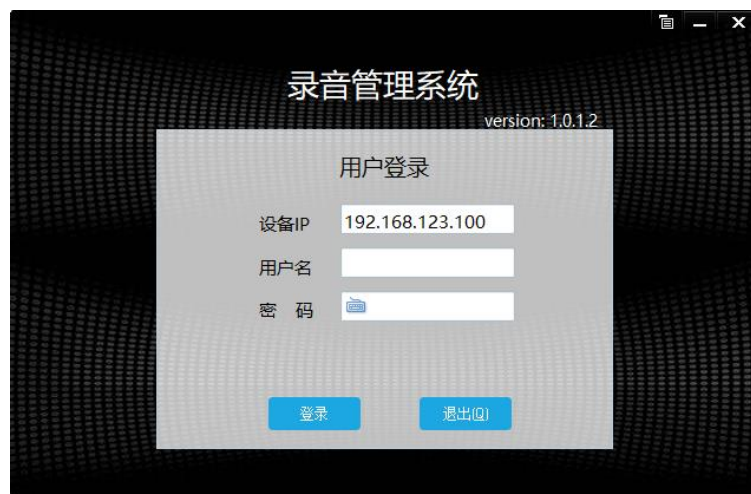 录音管理系统
version: 1.0.1.2
用户登录
设备IP 192.168.123.100
用户名
密 码
登录 退出(Q)